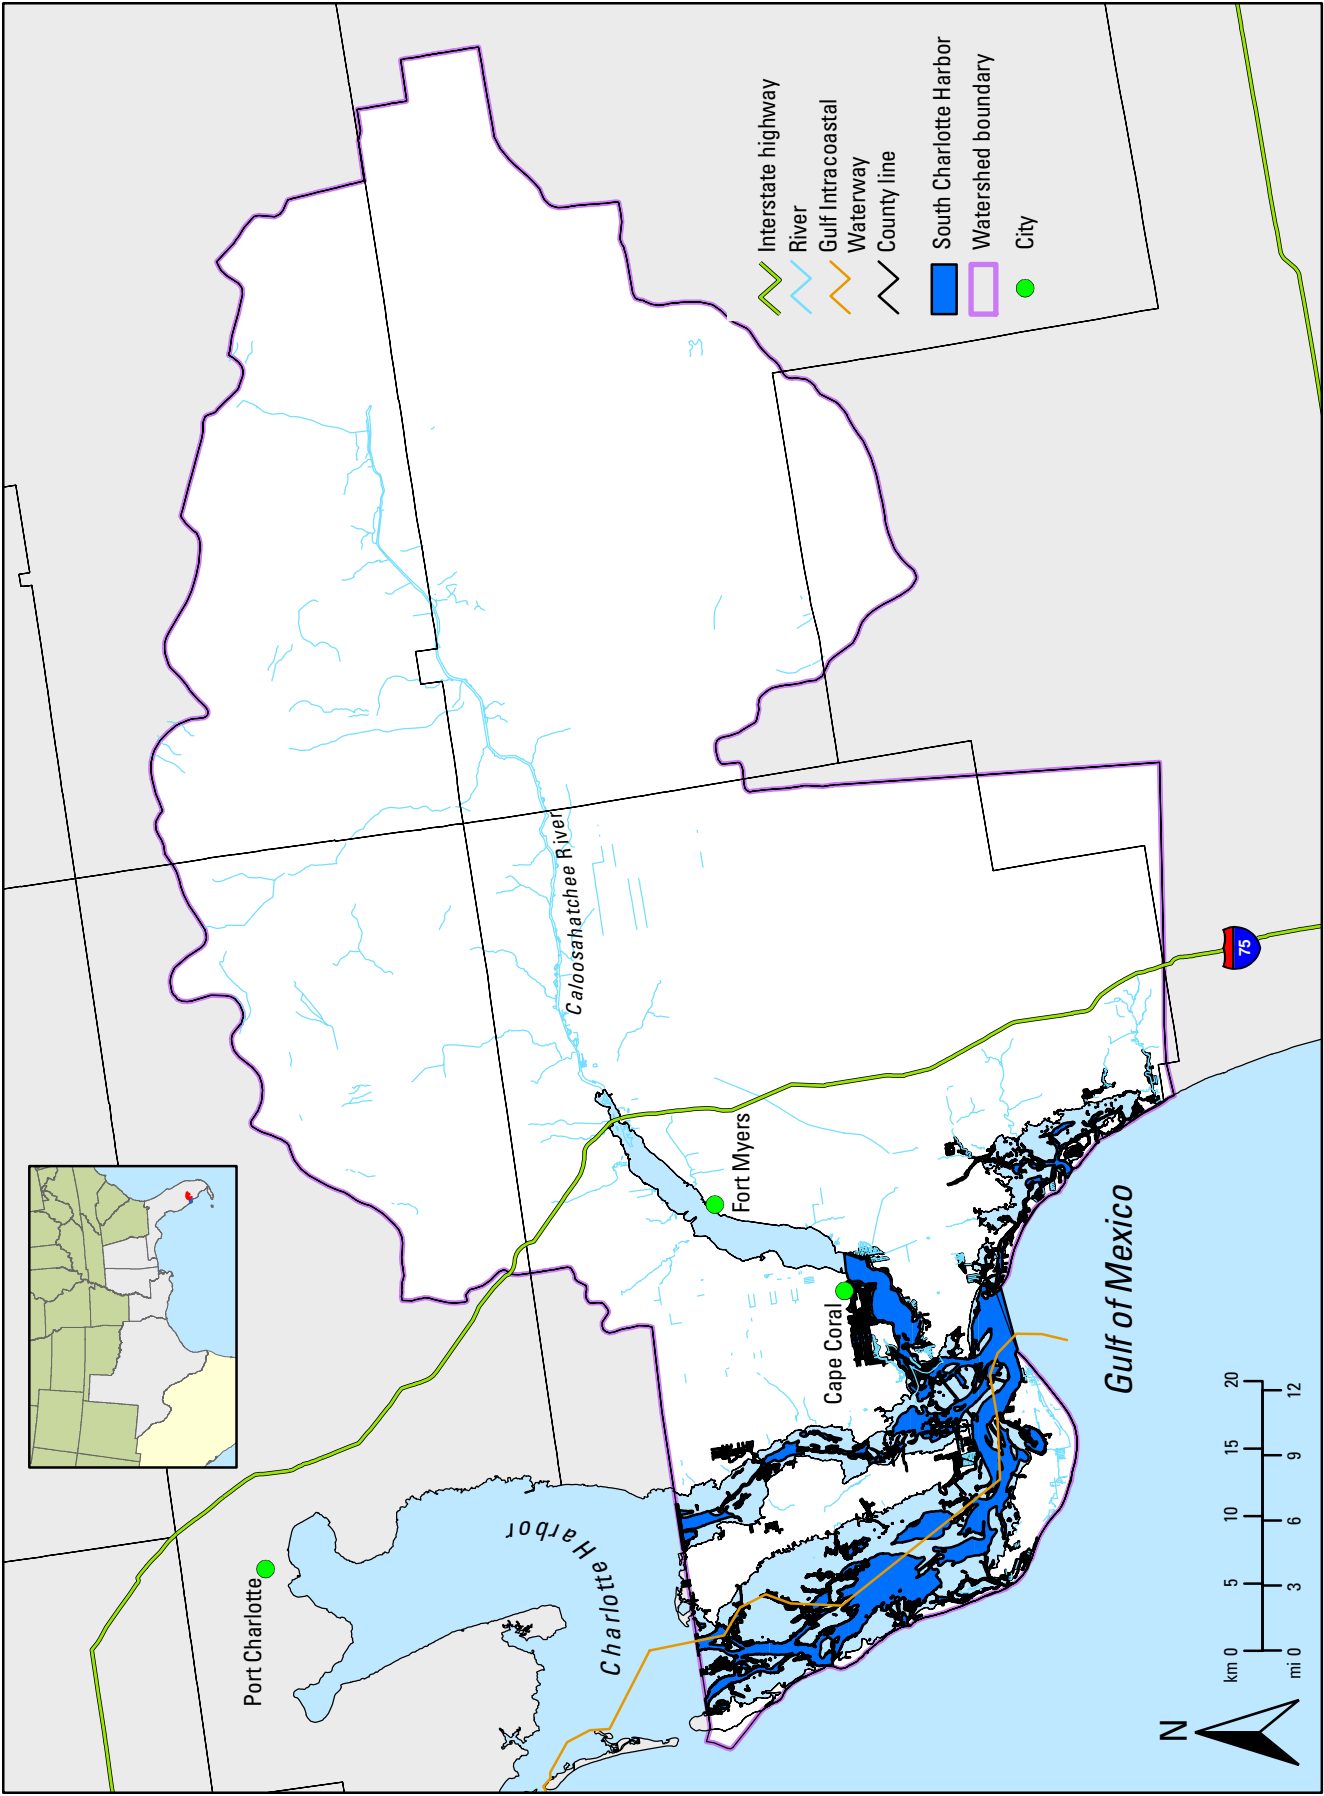 Port Charlotte
Charlotte Harbor
Caloosahatchee River
Fort Myers
Cape Coral
75
Gulf of Mexico
Interstate highway
River
Gulf Intracoastal
Waterway
County line
South Charlotte Harbor
Watershed boundary
City
N
km 0 5 10 15 20
mi 0 3 6 9 12